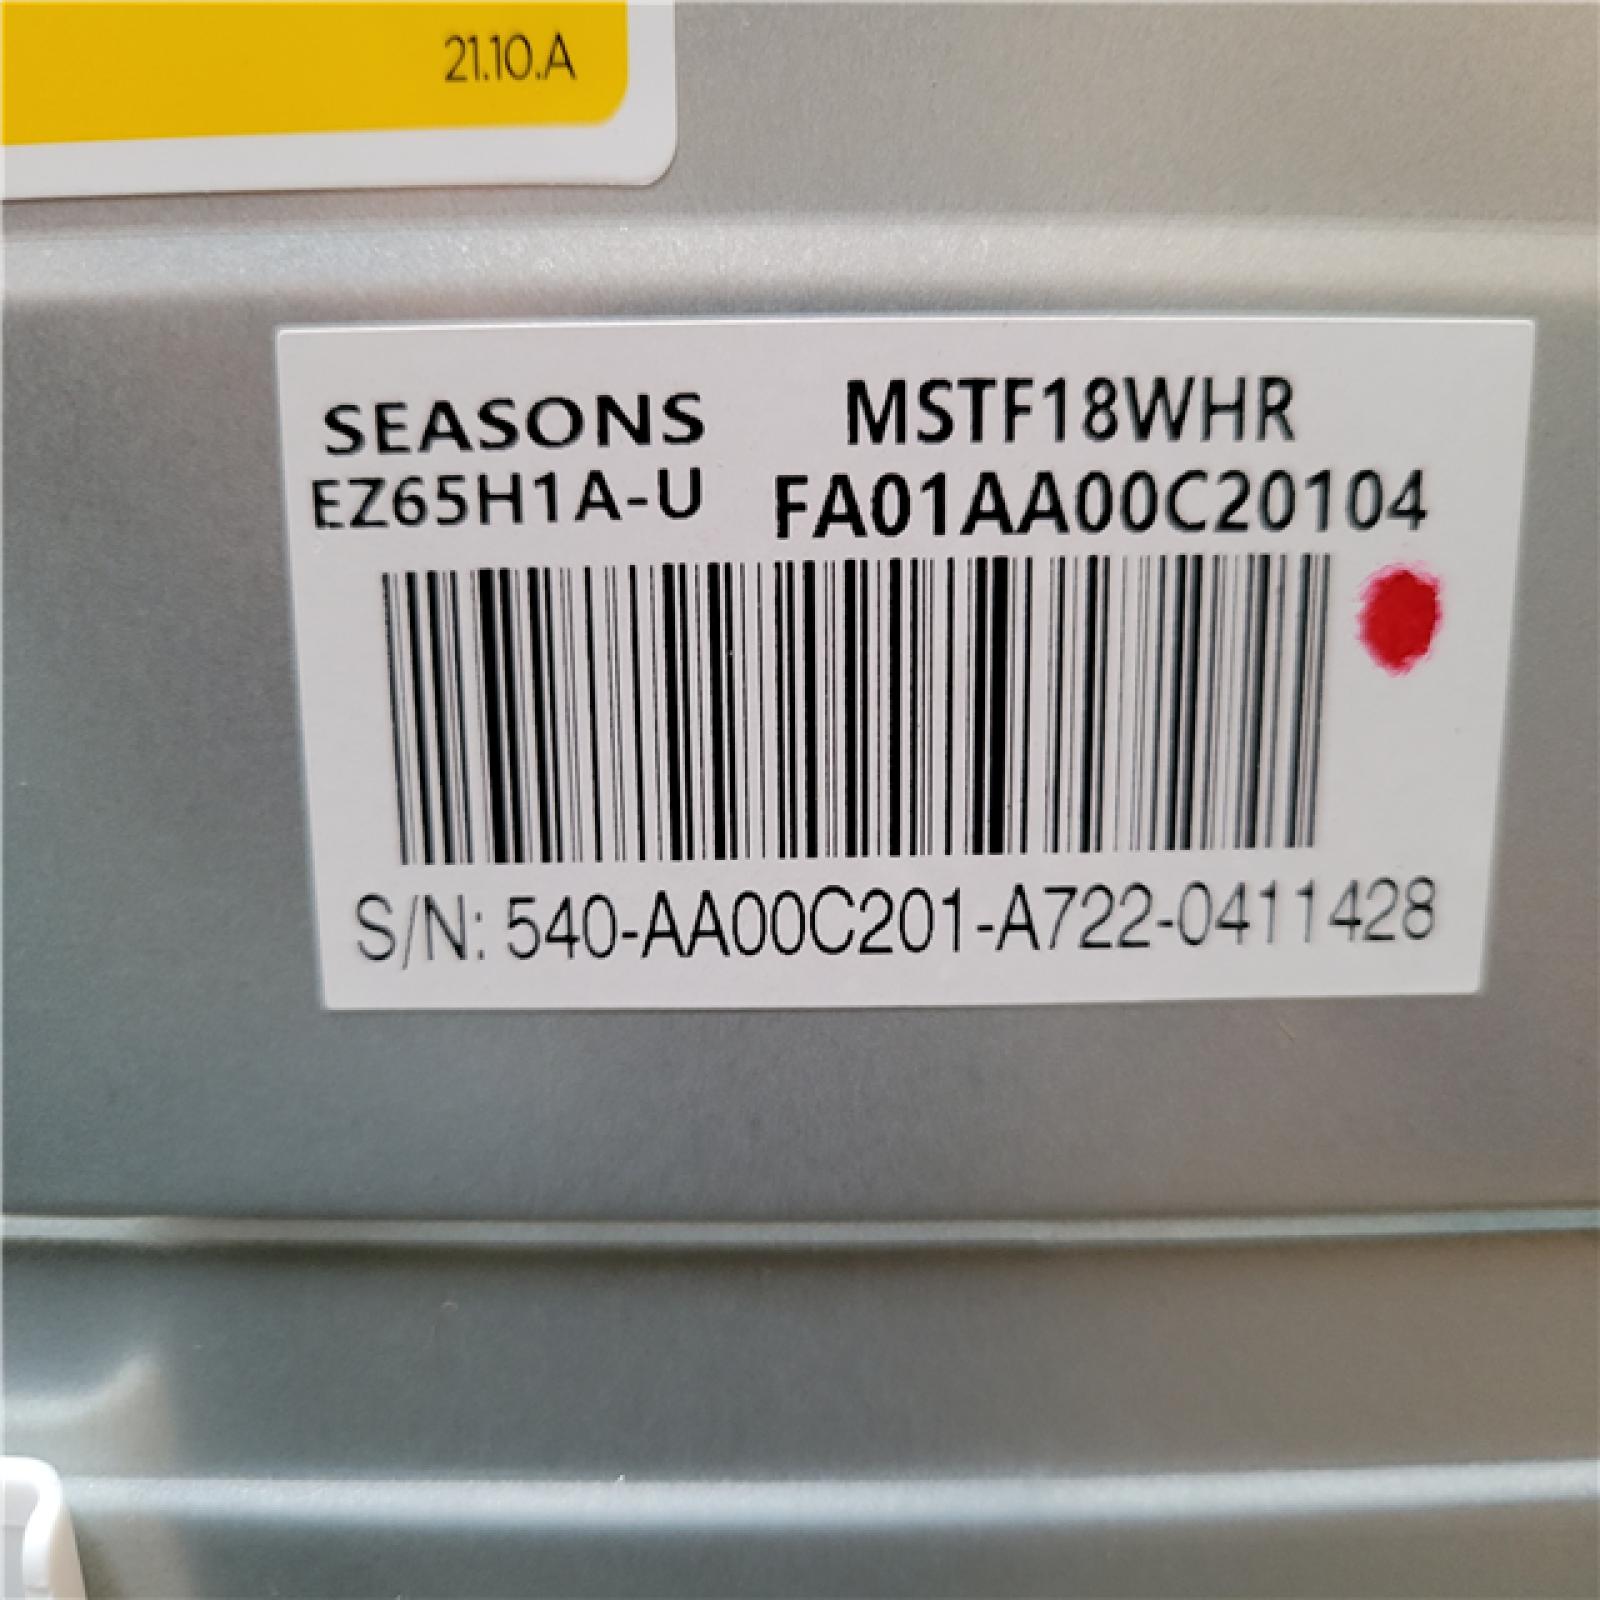 21.10.A
SEASONS MSTF18WHR
EZ65H1A-U FA01AA00C20104
S/N: 540-AA00C201-A722-0411428